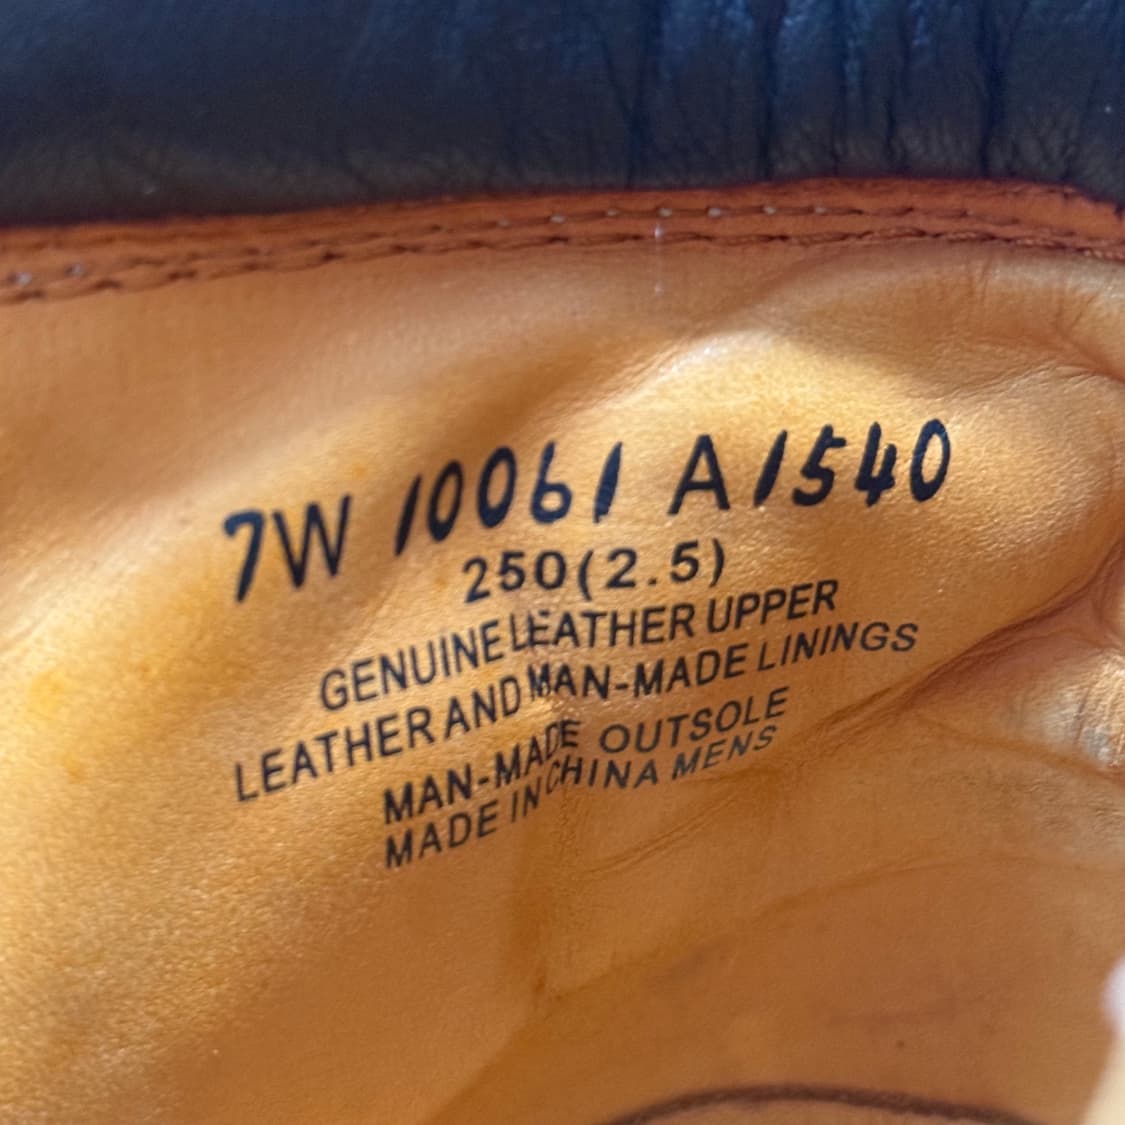 7W 10061 A1540
250(2.5)
GENUINE LEATHER UPPER
LEATHER AND MAN-MADE LININGS
MAN-MADE OUTSOLE
MADE IN CHINA MENS